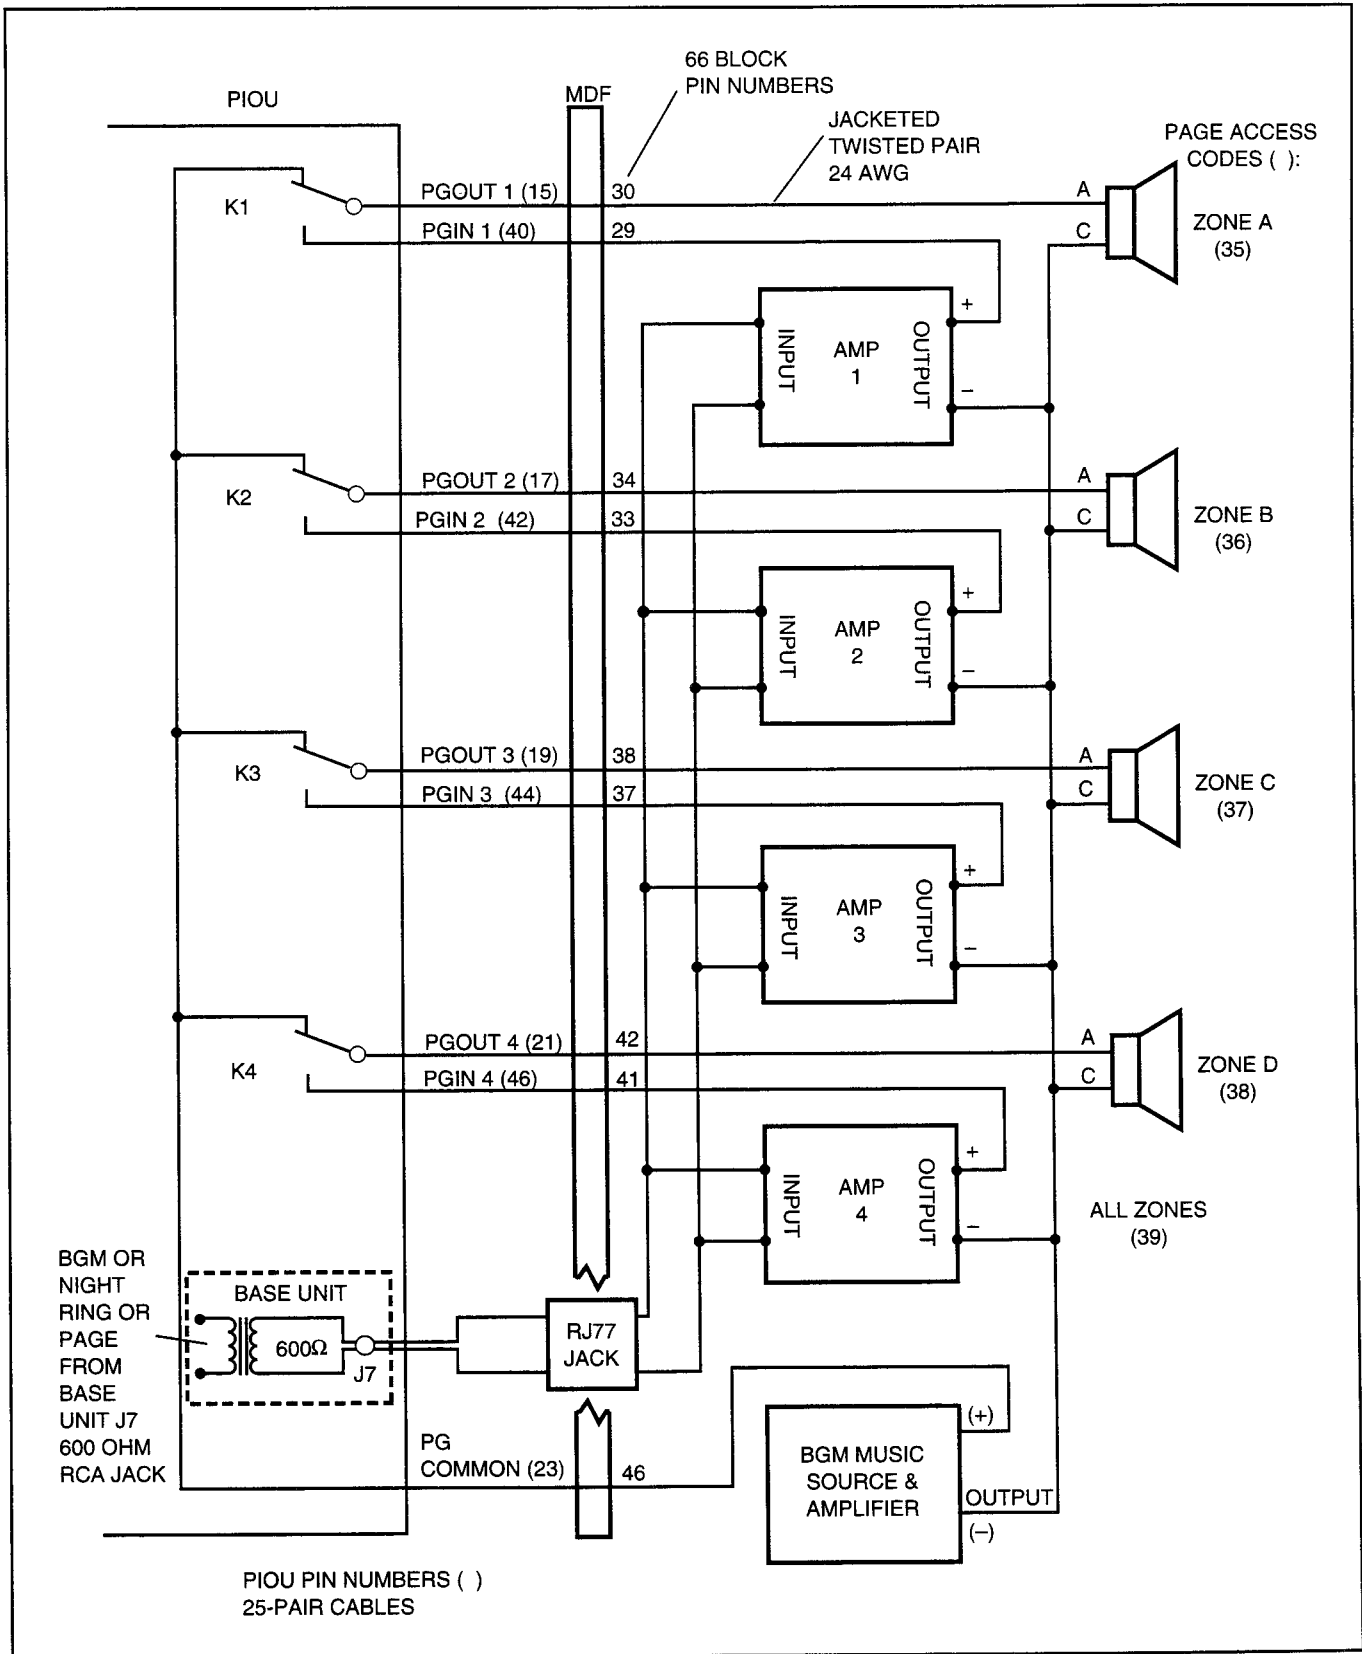 66 BLOCK
PIN NUMBERS
PIOU
MDF
JACKETED
TWISTED PAIR
24 AWG
PAGE ACCESS
CODES ( ):
K1
PGOUT 1 (15)
30
A
PGIN 1 (40)
29
C
ZONE A
(35)
INPUT
AMP
1
OUTPUT
+
–
K2
PGOUT 2 (17)
34
A
PGIN 2 (42)
33
C
ZONE B
(36)
INPUT
AMP
2
OUTPUT
+
–
K3
PGOUT 3 (19)
38
A
PGIN 3 (44)
37
C
ZONE C
(37)
INPUT
AMP
3
OUTPUT
+
–
K4
PGOUT 4 (21)
42
A
PGIN 4 (46)
41
C
ZONE D
(38)
INPUT
AMP
4
OUTPUT
+
–
ALL ZONES
(39)
BGM OR
NIGHT
RING OR
PAGE
FROM
BASE
UNIT J7
600 OHM
RCA JACK
BASE UNIT
600Ω
J7
RJ77
JACK
PG
COMMON (23)
46
BGM MUSIC
SOURCE &
AMPLIFIER
(+)
OUTPUT
(–)
PIOU PIN NUMBERS ( )
25-PAIR CABLES